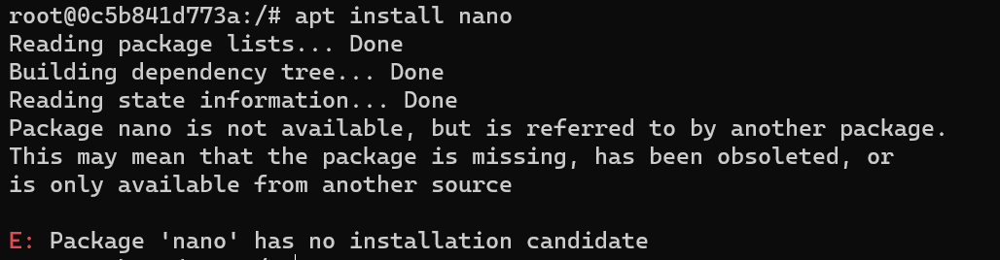 root@0c5b841d773a:/# apt install nano
Reading package lists... Done
Building dependency tree... Done
Reading state information... Done
Package nano is not available, but is referred to by another package.
This may mean that the package is missing, has been obsoleted, or
is only available from another source
E: Package 'nano' has no installation candidate